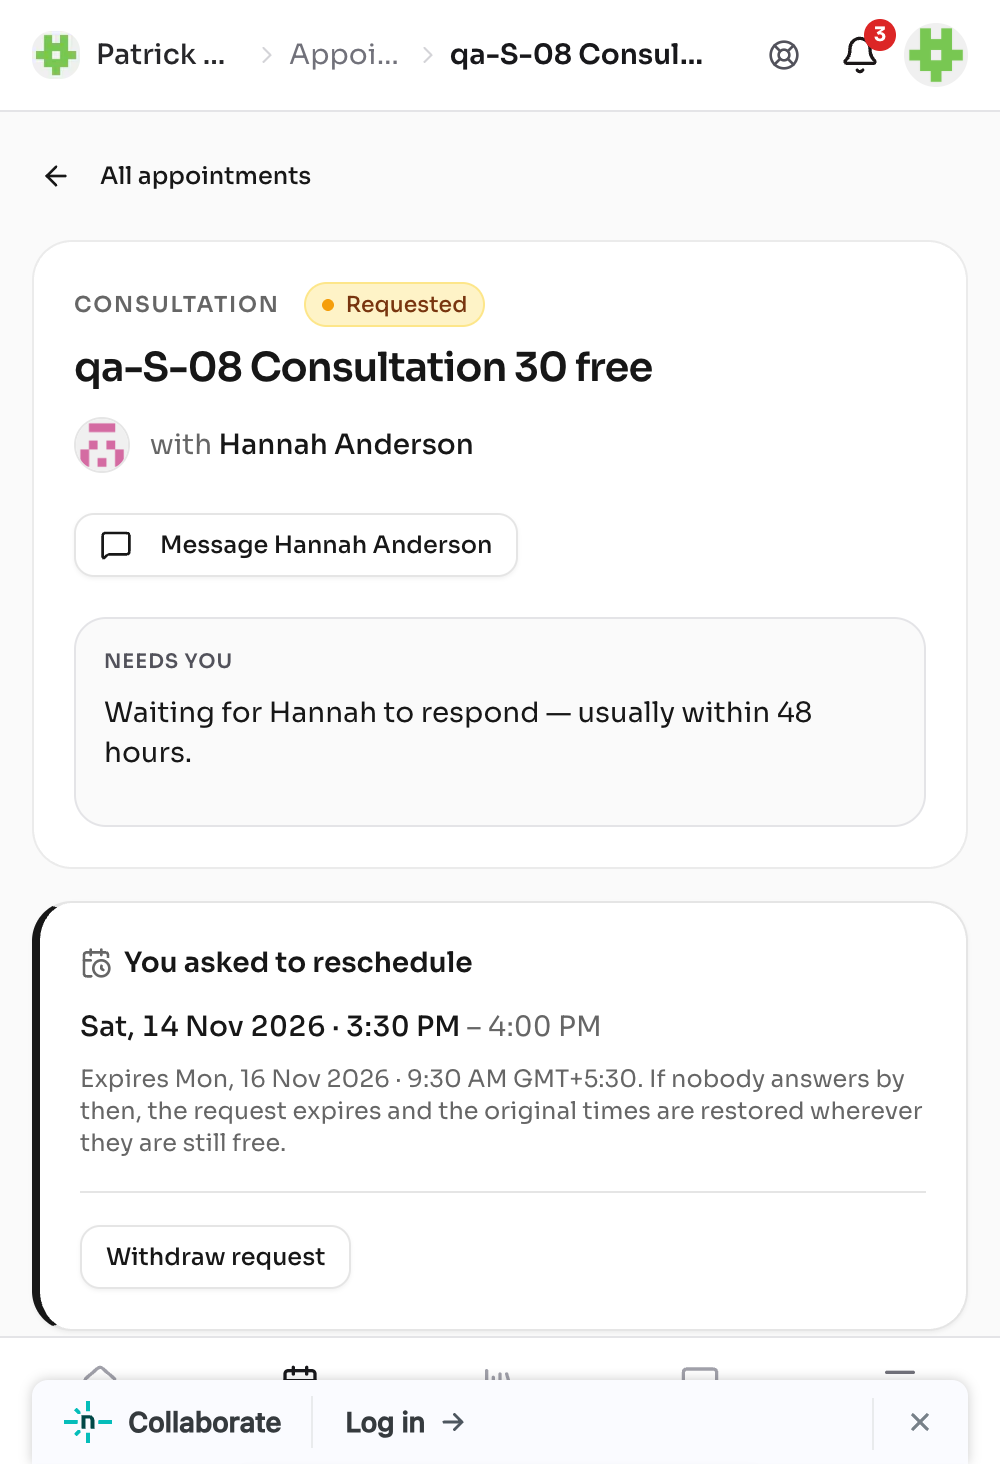 Patrick ... > Appoi... > qa-S-08 Consul...
3
All appointments
CONSULTATION Requested
qa-S-08 Consultation 30 free
with Hannah Anderson
Message Hannah Anderson
NEEDS YOU
Waiting for Hannah to respond — usually within 48
hours.
You asked to reschedule
Sat, 14 Nov 2026 · 3:30 PM – 4:00 PM
Expires Mon, 16 Nov 2026 · 9:30 AM GMT+5:30. If nobody answers by
then, the request expires and the original times are restored wherever
they are still free.
Withdraw request
n Collaborate Log in →